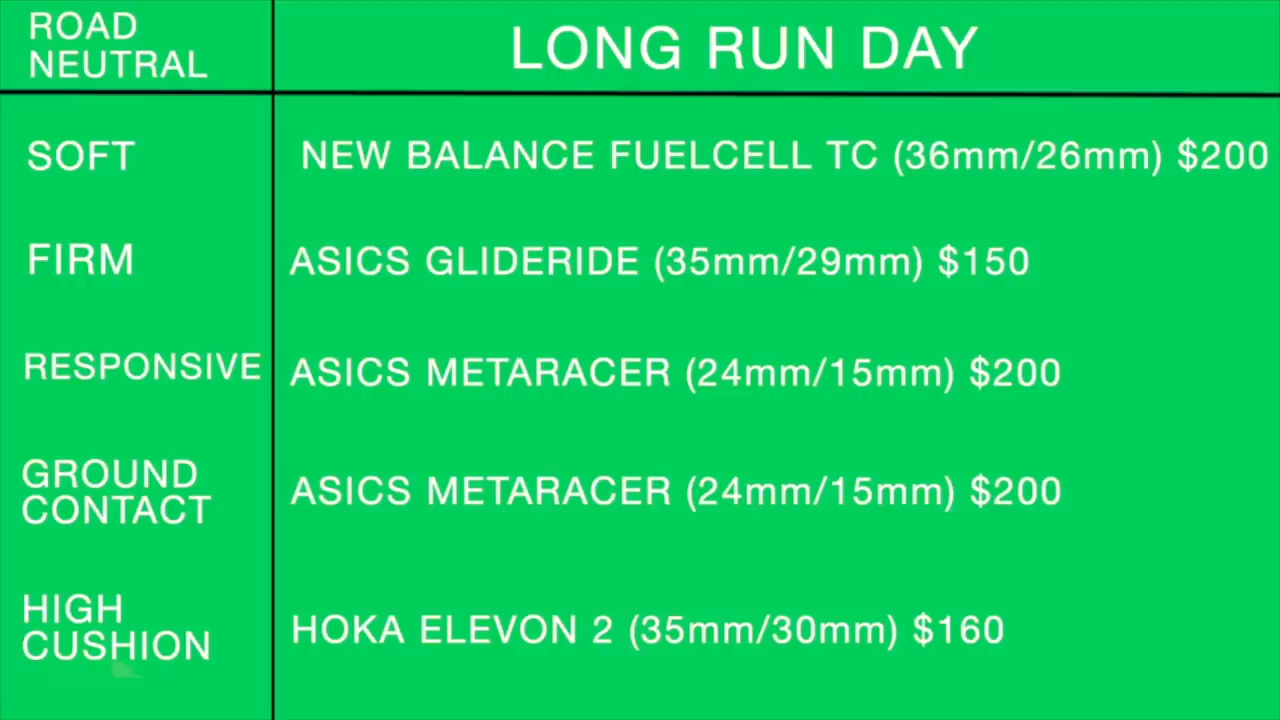 ROAD
NEUTRAL
LONG RUN DAY
SOFT
NEW BALANCE FUELCELL TC (36mm/26mm) $200
FIRM
ASICS GLIDERIDE (35mm/29mm) $150
RESPONSIVE
ASICS METARACER (24mm/15mm) $200
GROUND
CONTACT
ASICS METARACER (24mm/15mm) $200
HIGH
CUSHION
HOKA ELEVON 2 (35mm/30mm) $160